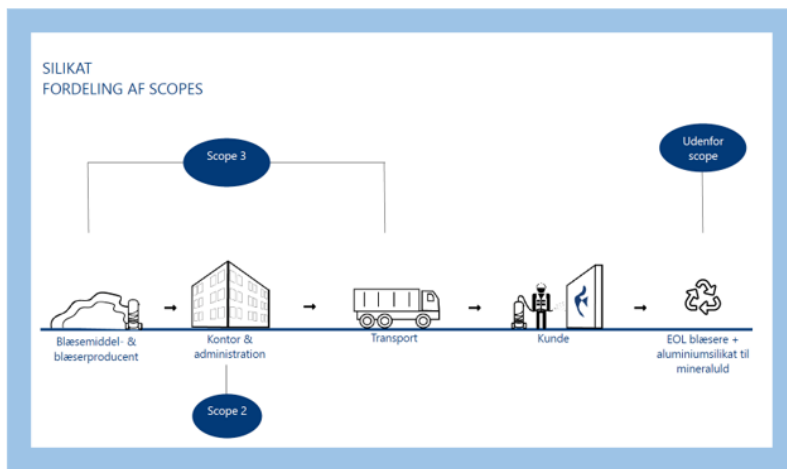 SILIKAT
FORDELING AF SCOPES
Scope 3
Udenfor
scope
Blæsemiddel- &
blæserproducent
Kontor &
administration
Transport
Kunde
EOL blæsere +
aluminiumsilikat til
mineraluld
Scope 2